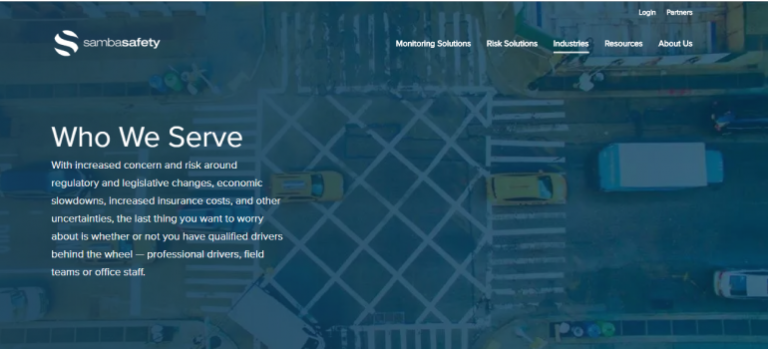 Login Partners
sambasafety
Monitoring Solutions Risk Solutions Industries Resources About Us
Who We Serve
With increased concern and risk around
regulatory and legislative changes, economic
slowdowns, increased insurance costs, and other
uncertainties, the last thing you want to worry
about is whether or not you have qualified drivers
behind the wheel — professional drivers, field
teams or office staff.